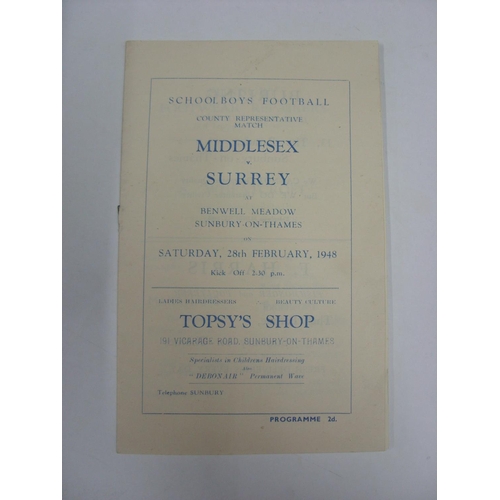 SCHOOLBOYS FOOTBALL
COUNTY REPRESENTATIVE
MATCH
MIDDLESEX
v.
SURREY
AT
BENWELL MEADOW
SUNBURY-ON-THAMES
ON
SATURDAY, 28th FEBRUARY, 1948
Kick - Off - 2.30 p.m.
LADIES HAIRDRESSERS BEAUTY CULTURE
TOPSY'S SHOP
VICARAGE ROAD, SUNBURY-ON-THAMES
Specialists in Childrens Hairdressing
"DEBONAIR" Permanent Wave
Telephone SUNBURY
PROGRAMME 2d.